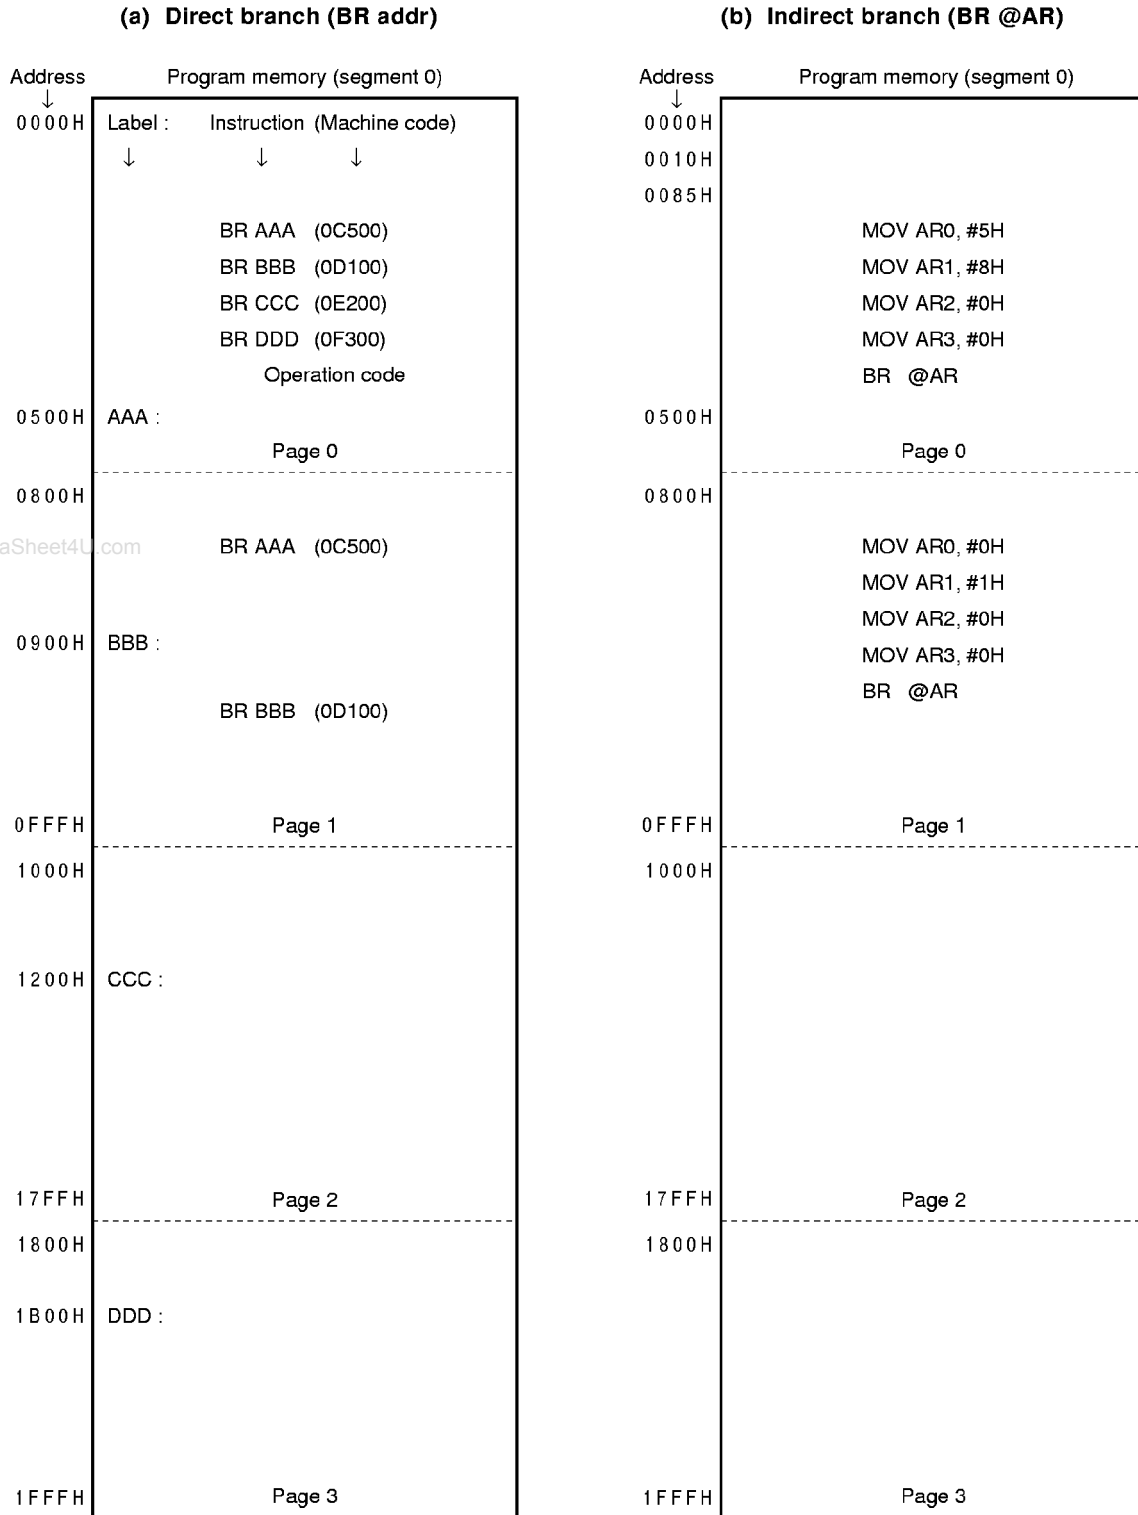 (a) Direct branch (BR addr)
Address Program memory (segment 0)
0000H Label : Instruction (Machine code)
BR AAA (0C500)
BR BBB (0D100)
BR CCC (0E200)
BR DDD (0F300)
Operation code
0500H AAA :
Page 0
0800H
aSheet4U.com
BR AAA (0C500)
0900H BBB :
BR BBB (0D100)
0FFFH Page 1
1000H
1200H CCC :
17FFH Page 2
1800H
1B00H DDD :
1FFFH Page 3
(b) Indirect branch (BR @AR)
Address Program memory (segment 0)
0000H
0010H
0085H
MOV AR0, #5H
MOV AR1, #8H
MOV AR2, #0H
MOV AR3, #0H
BR @AR
0500H
Page 0
0800H
MOV AR0, #0H
MOV AR1, #1H
MOV AR2, #0H
MOV AR3, #0H
BR @AR
0FFFH Page 1
1000H
17FFH Page 2
1800H
1FFFH Page 3